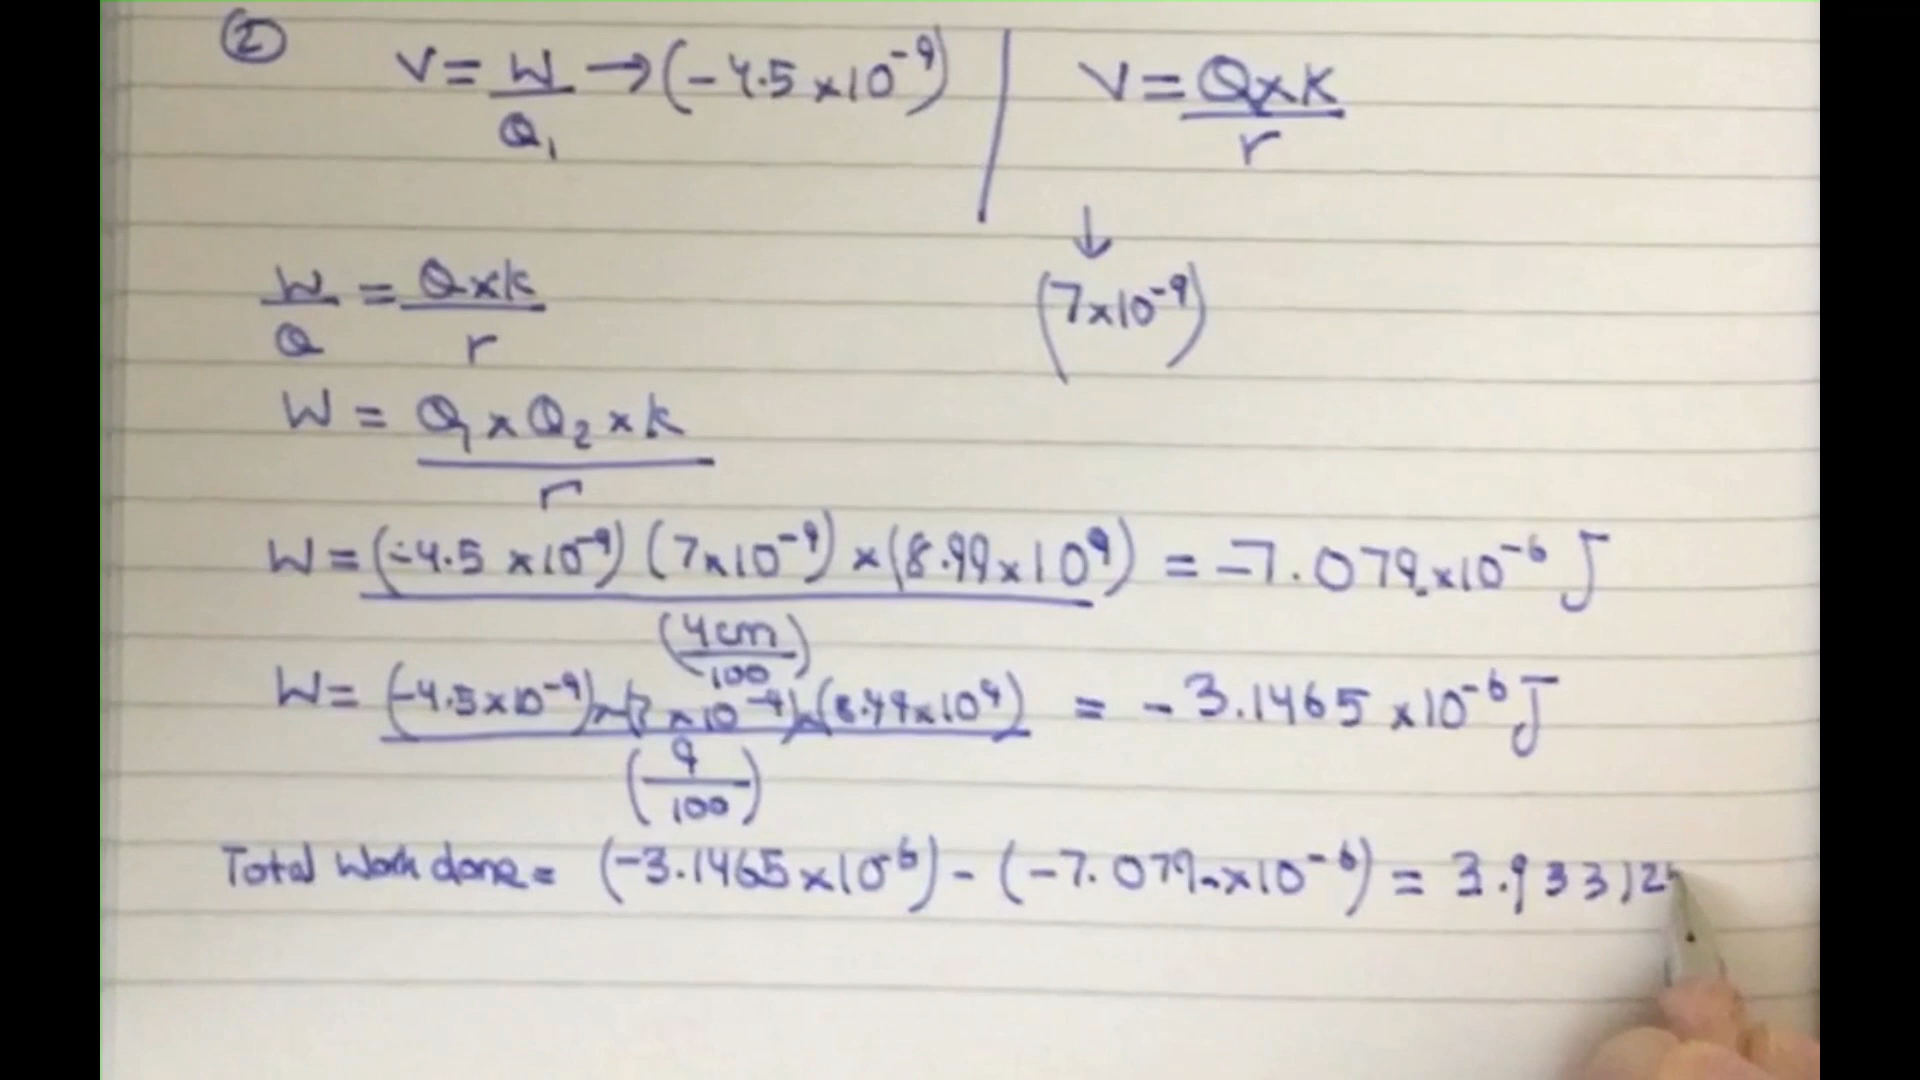 ②
V = W/Q₁ → (-4.5 × 10⁻⁹) | V = Q×K/r
↓
(7×10⁻⁹)
W/Q = Q×k/r
W = Q₁ × Q₂ × k / r
W = (-4.5 × 10⁻⁹) (7×10⁻⁹) × (8.99×10⁹) / (4cm/100) = -7.079.×10⁻⁶ J
W = (-4.5×10⁻⁹) × (7×10⁻⁹) × (8.99×10⁹) / (9/100) = -3.1465 ×10⁻⁶ J
Total work done = (-3.1465×10⁻⁶) - (-7.079.×10⁻⁶) = 3.93312